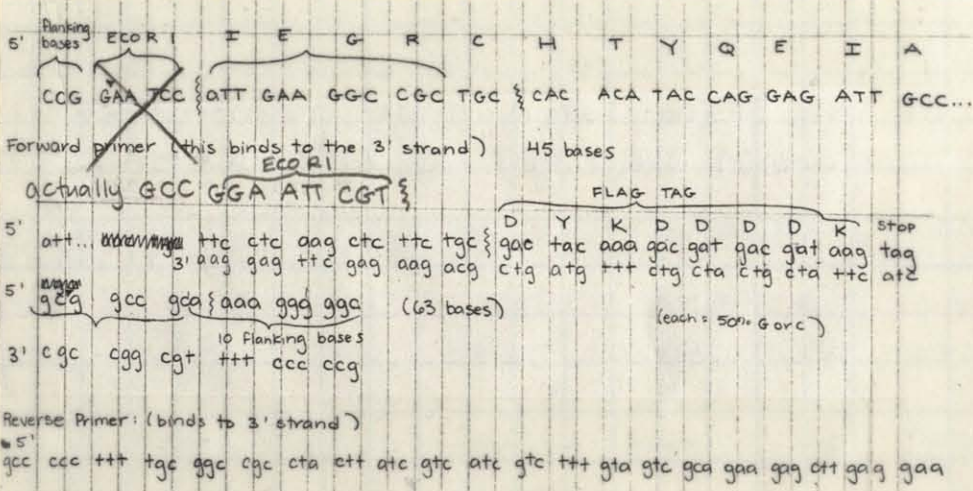 Flanking bases ECO R I I E G R C H T Y Q E I A
5' CCG GAA TCC { aTT GAA GGC CGC TGC { CAC ACA TAC CAG GAG ATT GCC...
Forward primer (this binds to the 3' strand) 45 bases
ECO RI
actually GCC GGA ATT CGT {
FLAG TAG
D Y K D D D D K STOP
5' att... ttc ctc aag ctc ttc tgc { gac tac aaa gac gat gac gat aag tag
3' aag gag ttc gag aag acg ctg atg ttt ctg cta ctg cta ttc atc
5' gcg gcc gca { aaa ggg ggc (63 bases) (each = 50% G or C)
10 flanking bases
3' cgc cgg cgt ttt ccc ccg
Reverse Primer: (binds to 3' strand)
5'
gcc ccc ttt tgc ggc cgc cta ctt atc gtc atc gtc ttt gta gtc gca gaa gag ctt gag gaa